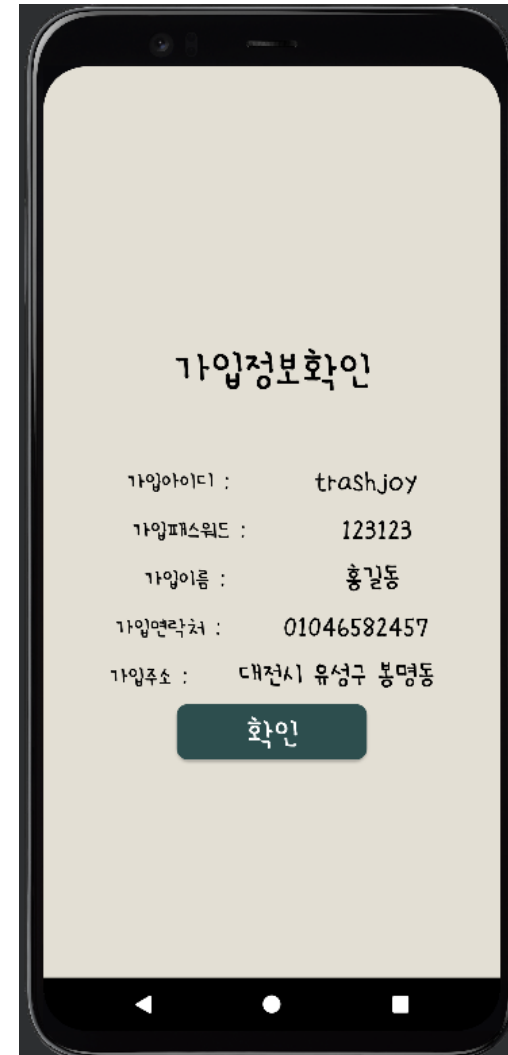 가입정보확인
가입아이디 : trashjoy
가입패스워드 : 123123
가입이름 : 홍길동
가입연락처 : 01046582457
가입주소 : 대전시 유성구 봉명동
확인